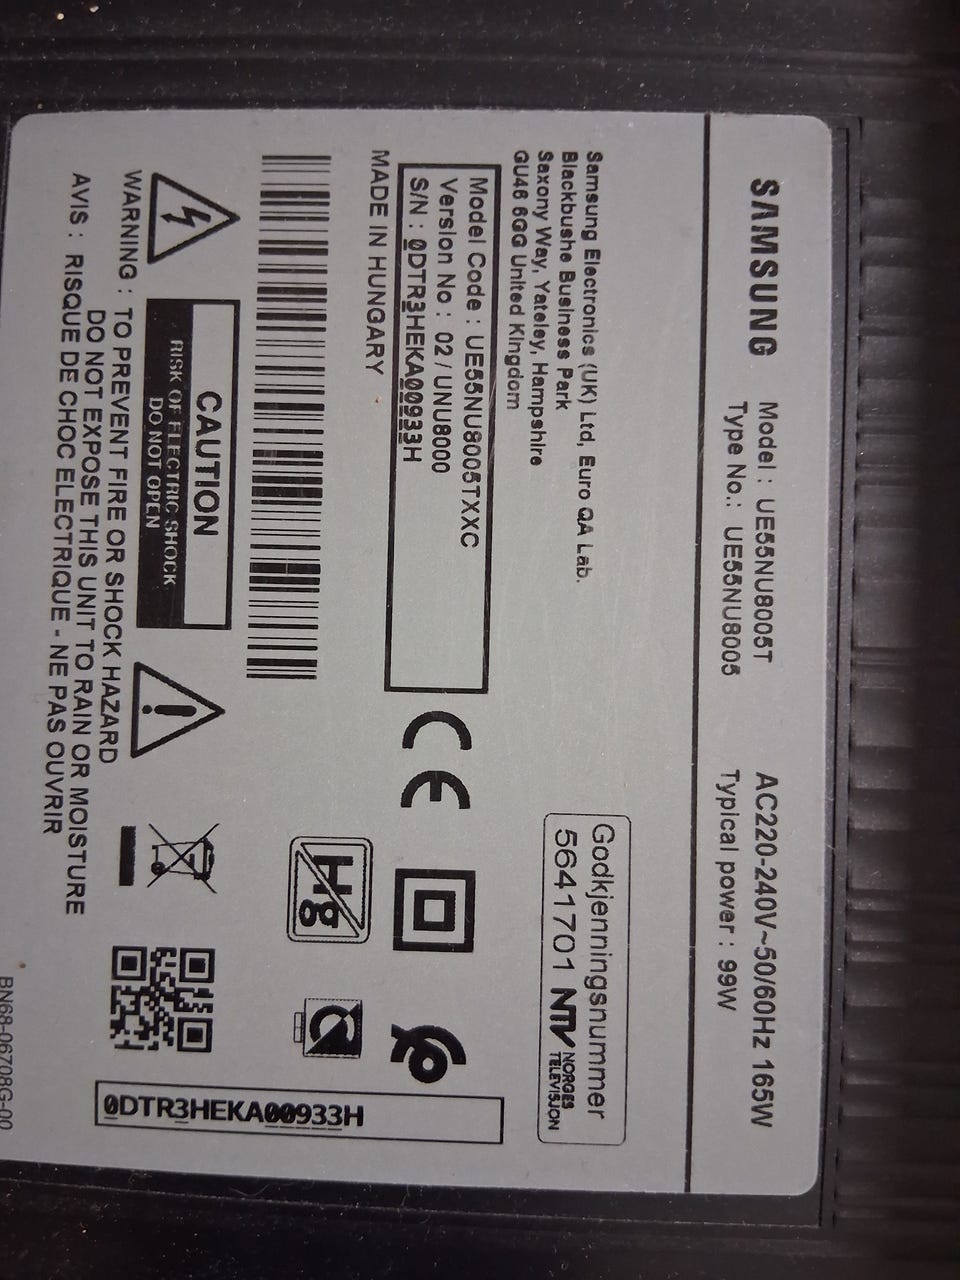 SAMSUNG
Model : UE55NU8005T
Type No.: UE55NU8005
AC220-240V~50/60Hz 165W
Typical power : 99W
Samsung Electronics (UK) Ltd, Euro QA Lab.
Blackbushe Business Park
Saxony Way, Yateley, Hampshire
GU46 6GG United Kingdom
Godkjenningsnummer
5641701 NTV NORGES TELEVISJON
Model Code : UE55NU8005TXXC
Version No : 02 / UNU8000
S/N : 0DTR3HEKA00933H
MADE IN HUNGARY
CE
Hg
CAUTION
RISK OF ELECTRIC SHOCK
DO NOT OPEN
WARNING : TO PREVENT FIRE OR SHOCK HAZARD
DO NOT EXPOSE THIS UNIT TO RAIN OR MOISTURE
AVIS : RISQUE DE CHOC ELECTRIQUE - NE PAS OUVRIR
0DTR3HEKA00933H
BN68-06708G-00